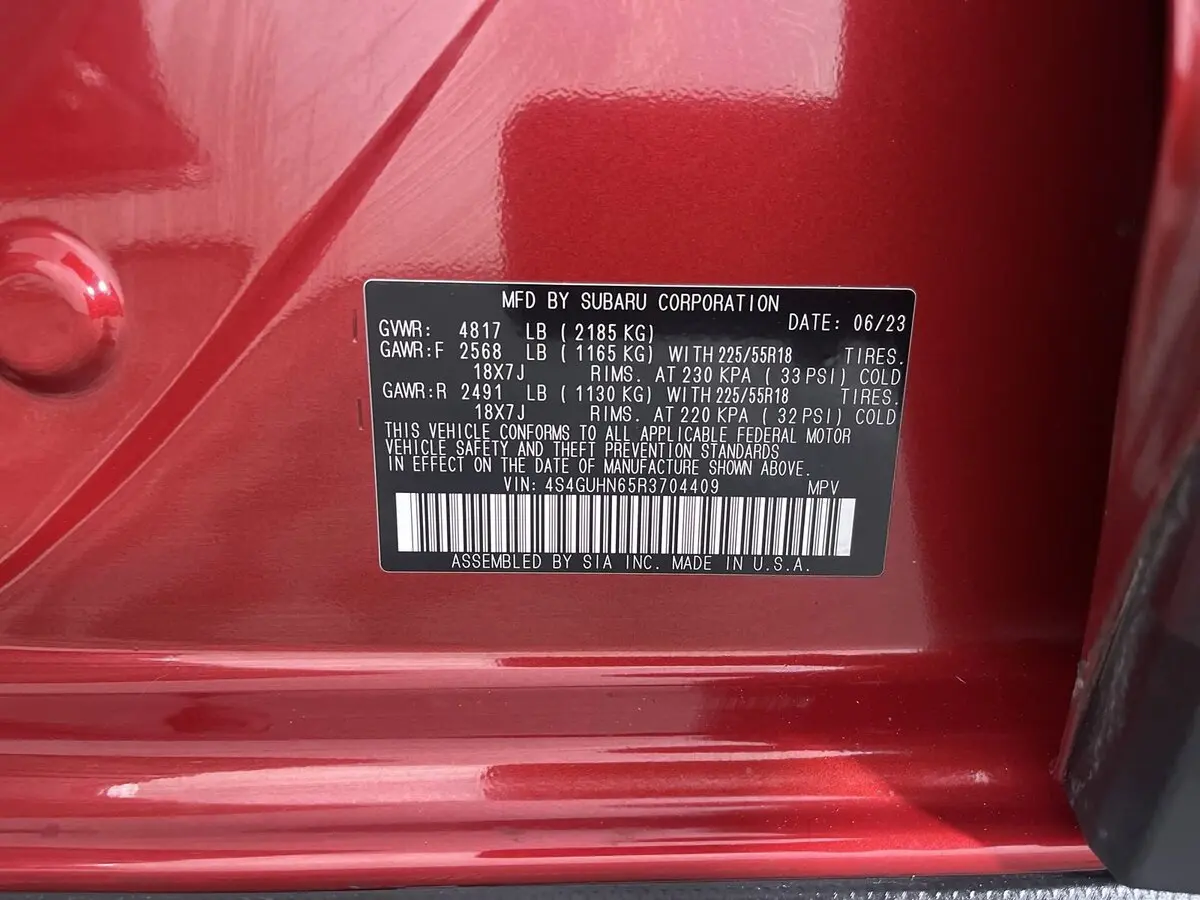 MFD BY SUBARU CORPORATION
DATE: 06/23
GVWR: 4817 LB ( 2185 KG)
GAWR:F 2568 LB ( 1165 KG) WITH 225/55R18 TIRES.
18X7J RIMS. AT 230 KPA ( 33 PSI) COLD
GAWR:R 2491 LB ( 1130 KG) WITH 225/55R18 TIRES.
18X7J RIMS. AT 220 KPA ( 32 PSI) COLD
THIS VEHICLE CONFORMS TO ALL APPLICABLE FEDERAL MOTOR
VEHICLE SAFETY AND THEFT PREVENTION STANDARDS
IN EFFECT ON THE DATE OF MANUFACTURE SHOWN ABOVE.
VIN: 4S4GUHN65R3704409 MPV
ASSEMBLED BY SIA INC. MADE IN U.S.A.